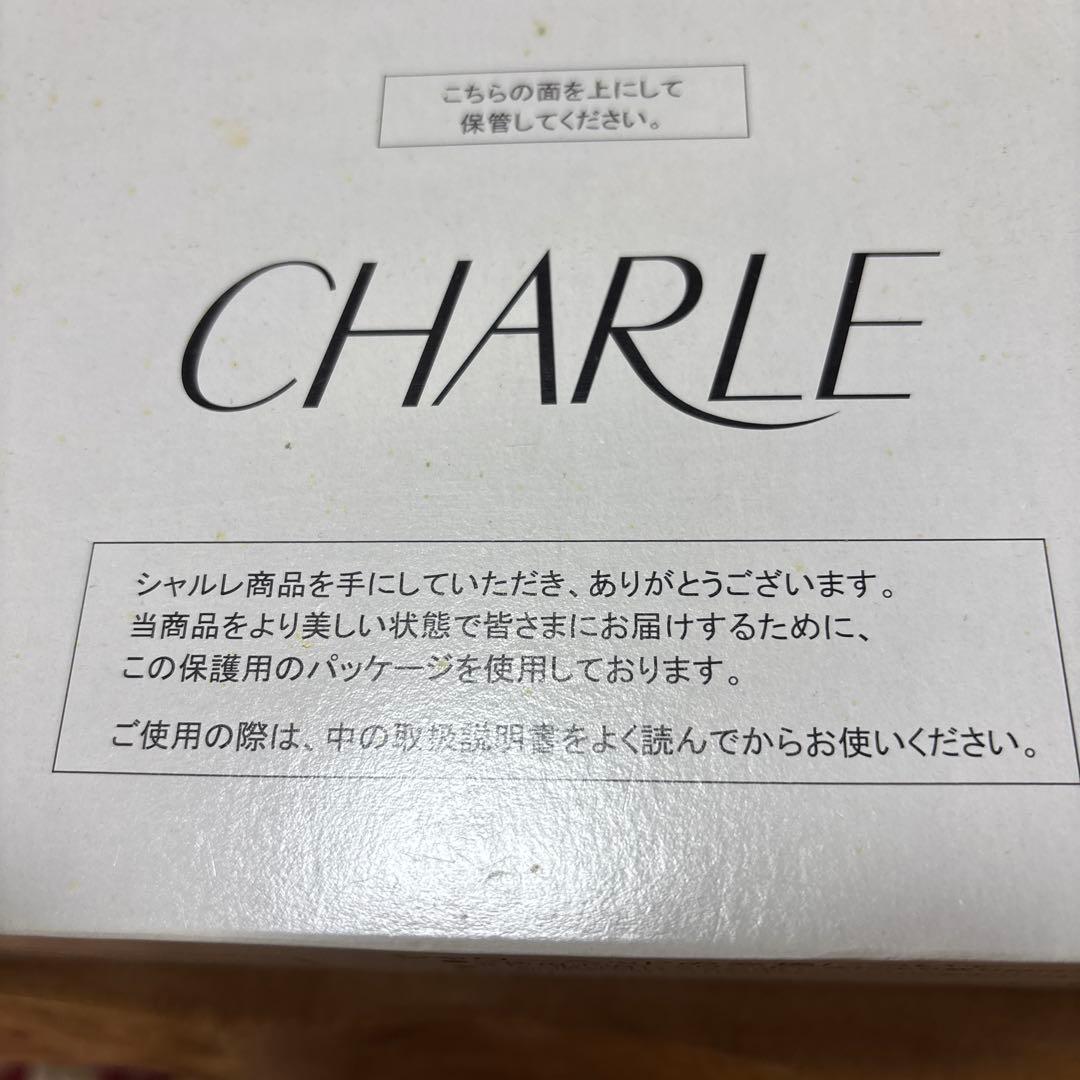 こちらの面を上にして
保管してください。
CHARLE
シャルレ商品を手にしていただき、ありがとうございます。
当商品をより美しい状態で皆さまにお届けするために、
この保護用のパッケージを使用しております。
ご使用の際は、中の取扱説明書をよく読んでからお使いください。